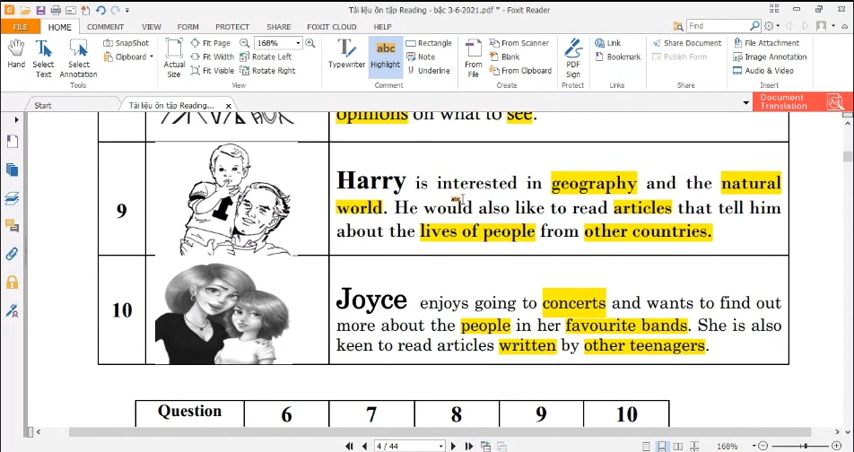 Tài liệu ôn tập Reading - bậc 3-6-2021.pdf * - Foxit Reader
FILE HOME COMMENT VIEW FORM PROTECT SHARE FOXIT CLOUD HELP Find
SnapShot Fit Page 168% abc Rectangle From Scanner Link Share Document File Attachment
Clipboard Fit Width Rotate Left Note Blank Bookmark Publish Form Image Annotation
Hand Select Text Select Annotation Actual Size Fit Visible Rotate Right Typewriter Highlight Underline From Clipboard PDF Sign Audio & Video
Tools View Comment Create Protect Links Share Insert
Start Tài liệu ôn tập Reading... Document Translation
opinions on what to see.
9
Harry is interested in geography and the natural
world. He would also like to read articles that tell him
about the lives of people from other countries.
10
Joyce enjoys going to concerts and wants to find out
more about the people in her favourite bands. She is also
keen to read articles written by other teenagers.
Question 6 7 8 9 10
4 / 44 168%